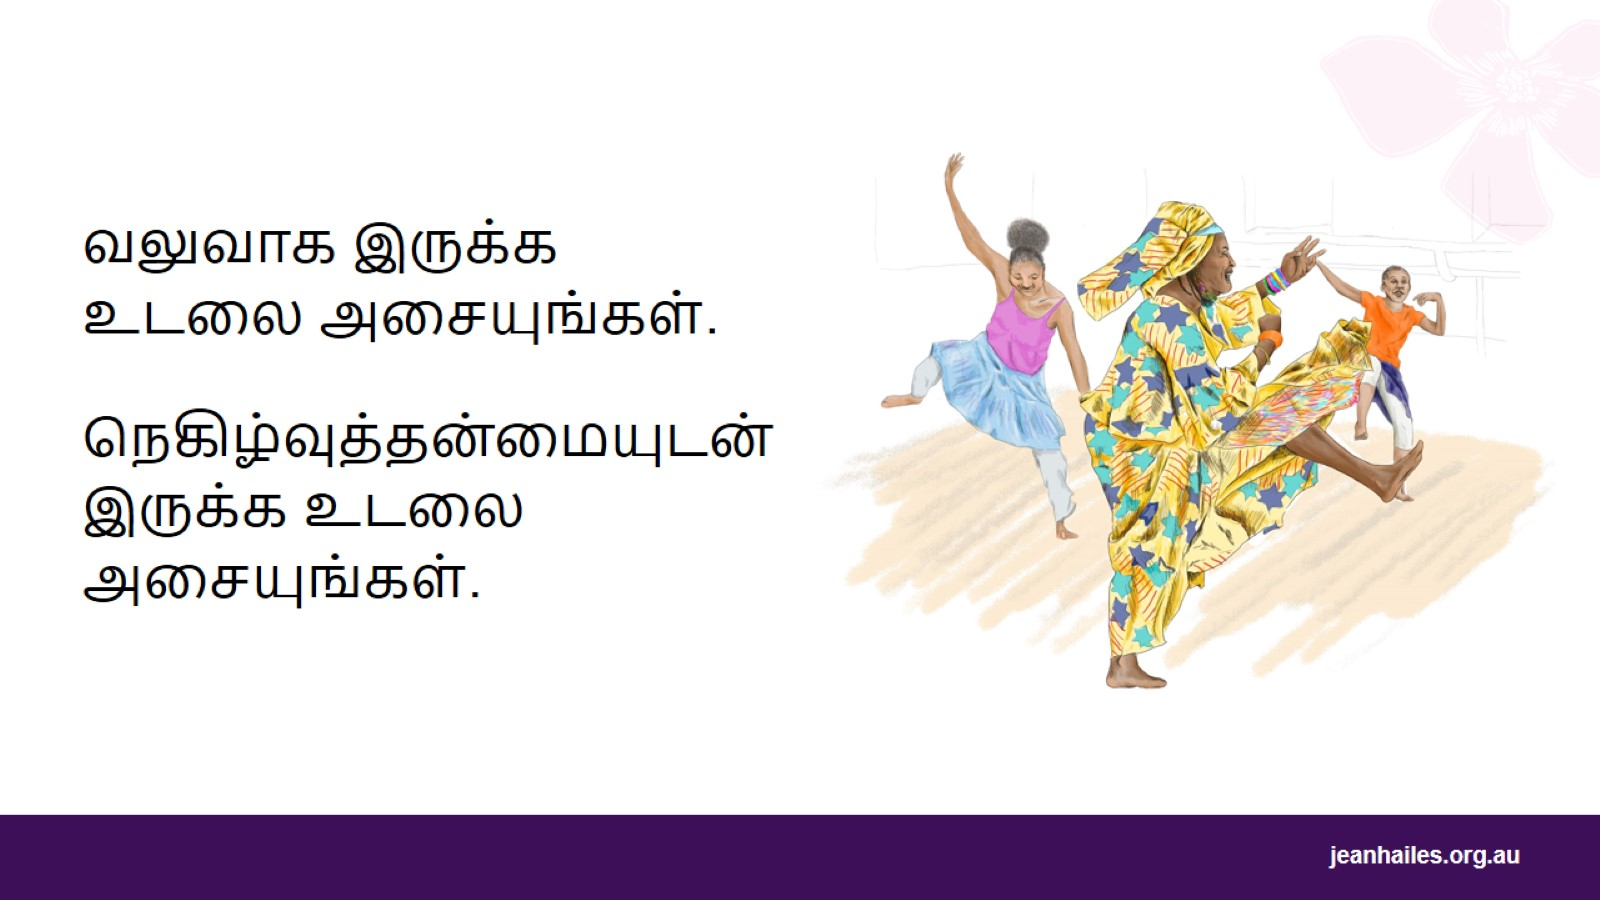 வலுவாக இருக்க
உடலை அசையுங்கள்.
நெகிழ்வுத்தன்மையுடன்
இருக்க உடலை
அசையுங்கள்.
jeanhailes.org.au